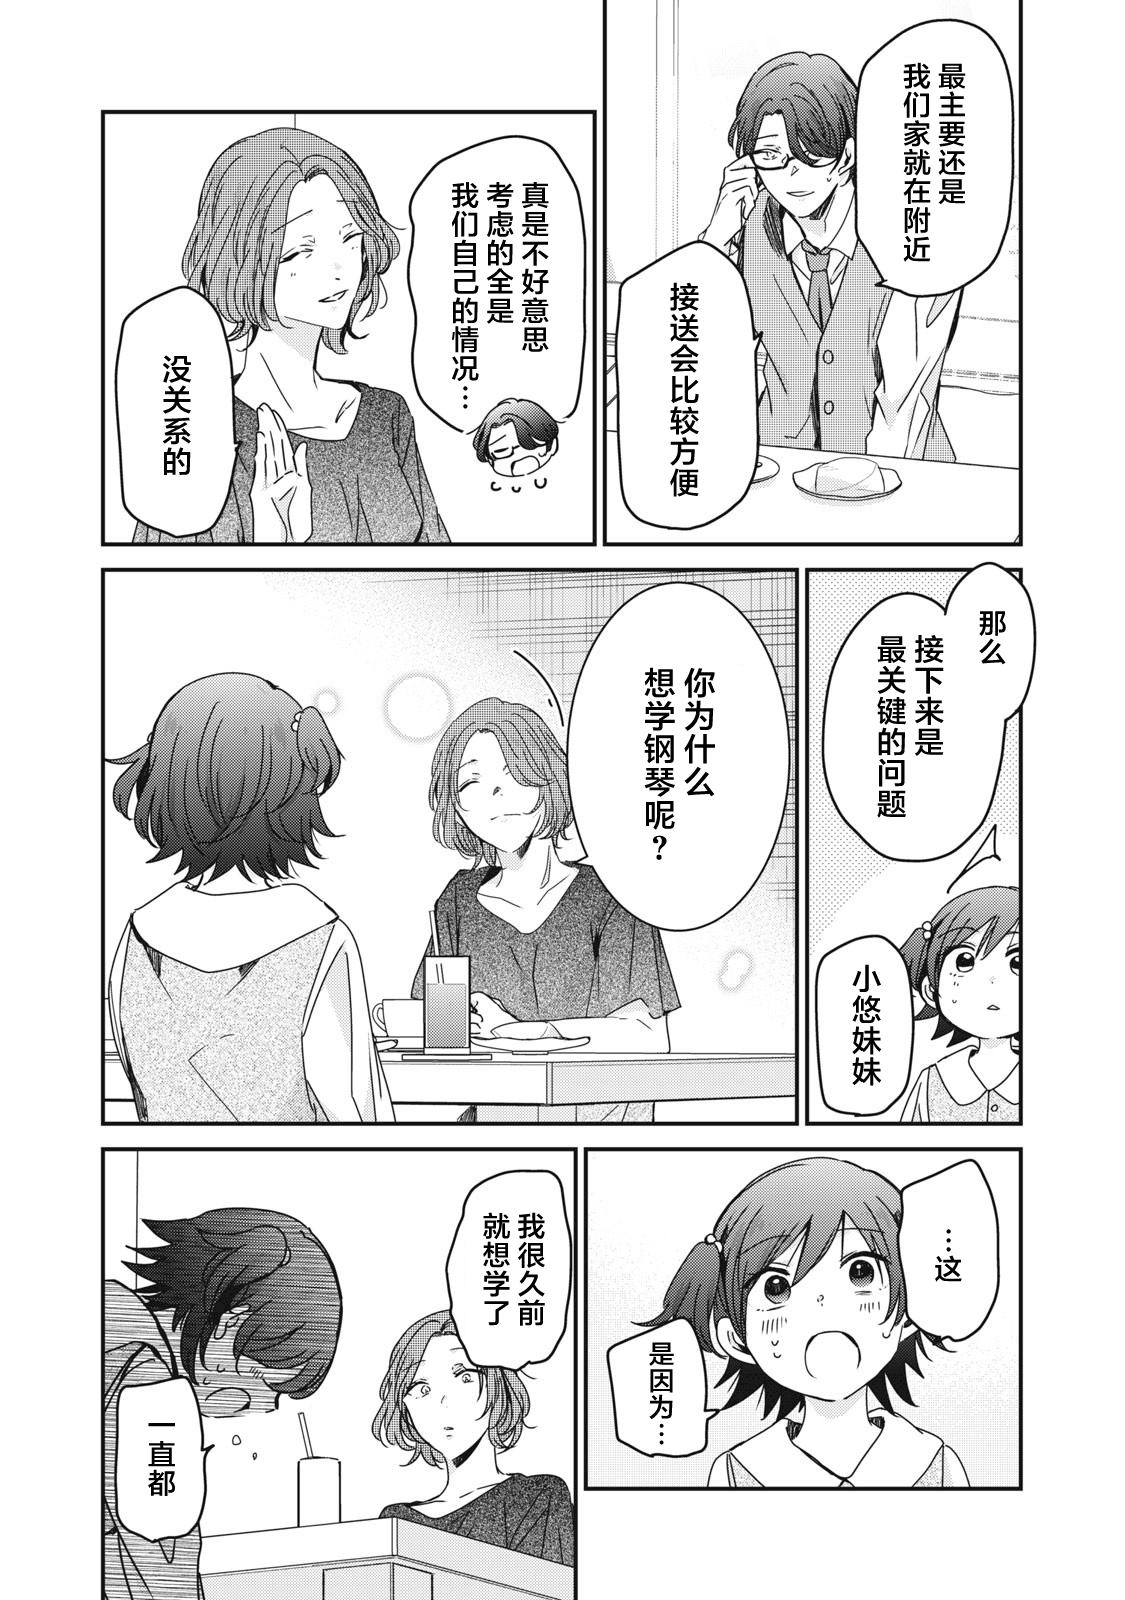 最主要还是
我们家就在附近
接送会比较方便
真是不好意思
考虑的全是
我们自己的情况…
没关系的
那么
接下来是
最关键的问题
小悠妹妹
你为什么
想学钢琴呢?
…这
是因为…
我很久前
就想学了
一直都